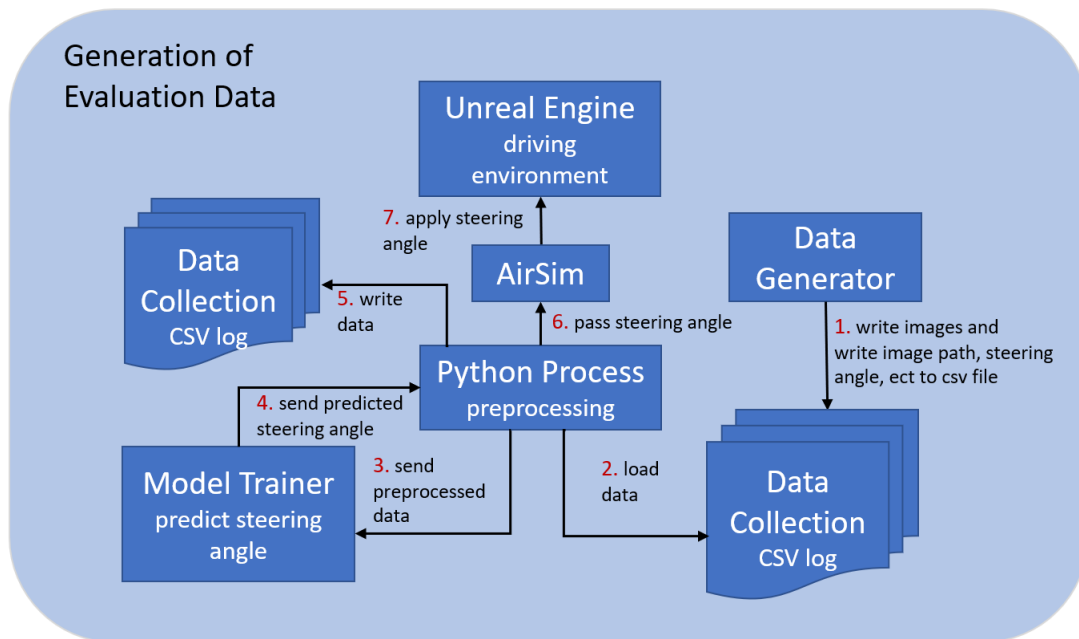 Generation of
Evaluation Data
Unreal Engine
driving
environment
7. apply steering
angle
AirSim
Data
Generator
Data
Collection
CSV log
5. write
data
6. pass steering angle
1. write images and
write image path, steering
angle, ect to csv file
Python Process
preprocessing
4. send predicted
steering angle
Model Trainer
predict steering
angle
3. send
preprocessed
data
2. load
data
Data
Collection
CSV log